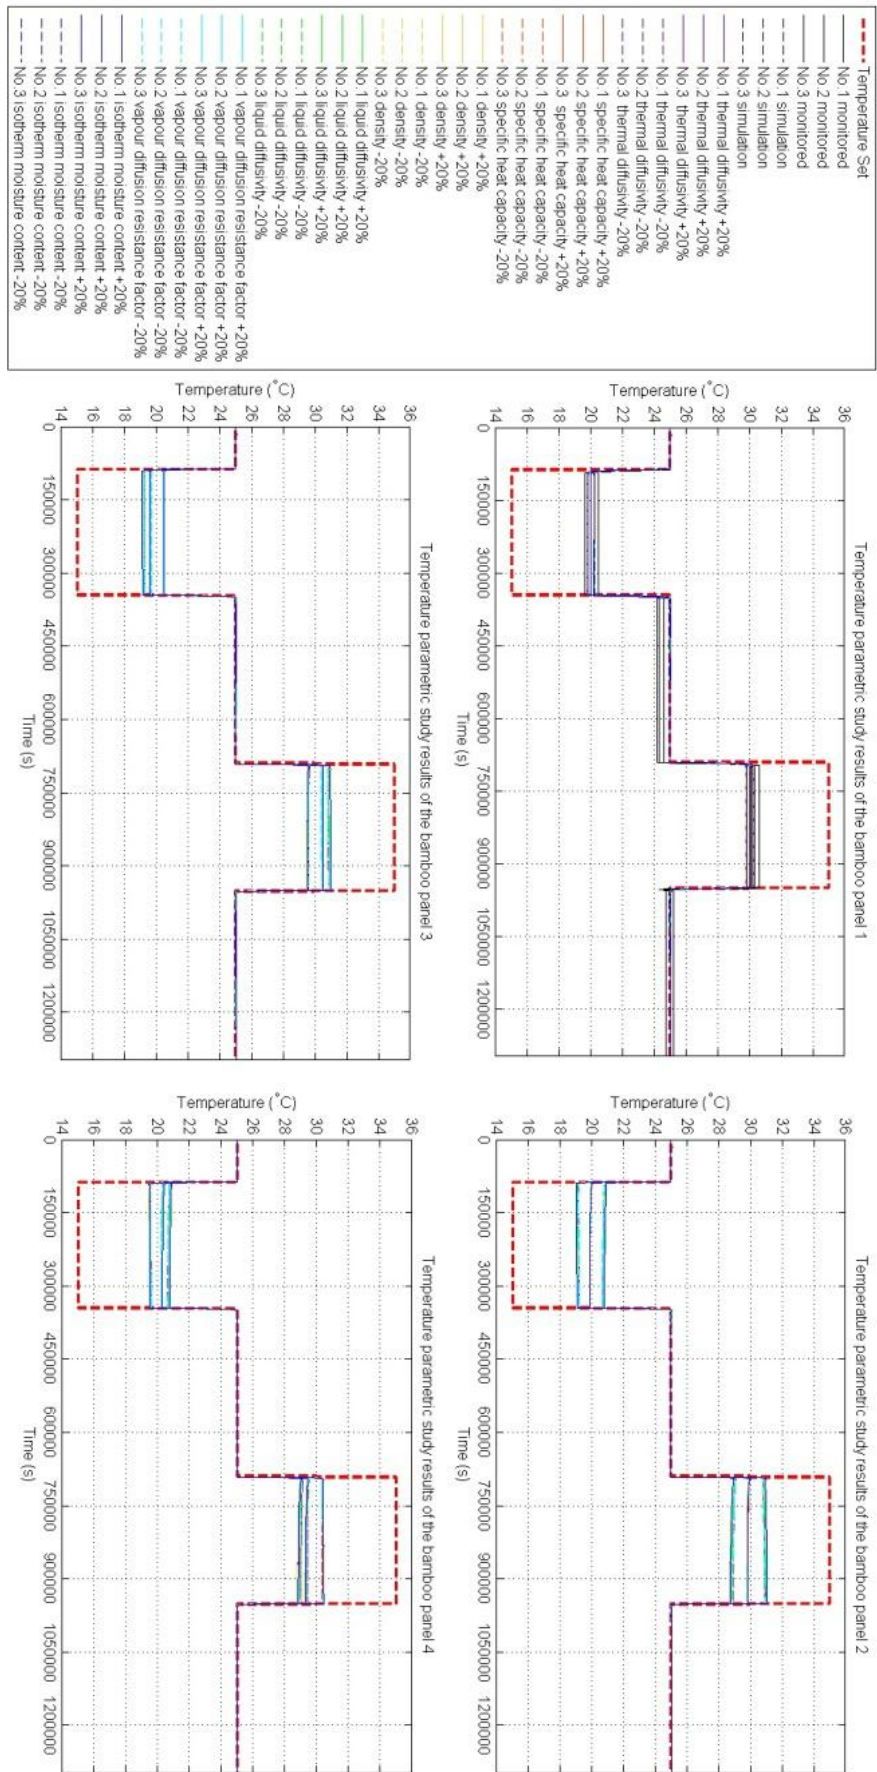 Temperature Set
No.1 monitored
No.2 monitored
No.3 monitored
No.1 simulation
No.2 simulation
No.3 simulation
No.1 thermal diffusivity +20%
No.2 thermal diffusivity +20%
No.3 thermal diffusivity +20%
No.1 thermal diffusivity -20%
No.2 thermal diffusivity -20%
No.3 thermal diffusivity -20%
No.1 specific heat capacity +20%
No.2 specific heat capacity +20%
No.3 specific heat capacity +20%
No.1 specific heat capacity -20%
No.2 specific heat capacity -20%
No.3 specific heat capacity -20%
No.1 density +20%
No.2 density +20%
No.3 density +20%
No.1 density -20%
No.2 density -20%
No.3 density -20%
No.1 liquid diffusivity +20%
No.2 liquid diffusivity +20%
No.3 liquid diffusivity +20%
No.1 liquid diffusivity -20%
No.2 liquid diffusivity -20%
No.3 liquid diffusivity -20%
No.1 vapour diffusion resistance factor +20%
No.2 vapour diffusion resistance factor +20%
No.3 vapour diffusion resistance factor +20%
No.1 vapour diffusion resistance factor -20%
No.2 vapour diffusion resistance factor -20%
No.3 vapour diffusion resistance factor -20%
No.1 isotherm moisture content +20%
No.2 isotherm moisture content +20%
No.3 isotherm moisture content +20%
No.1 isotherm moisture content -20%
No.2 isotherm moisture content -20%
No.3 isotherm moisture content -20%
Temperature parametric study results of the bamboo panel 1
Temperature (°C)
36
34
32
30
28
26
24
22
20
18
16
14
0 150000 300000 450000 600000 750000 900000 1050000 1200000
Time (s)
Temperature parametric study results of the bamboo panel 2
Temperature (°C)
36
34
32
30
28
26
24
22
20
18
16
14
0 150000 300000 450000 600000 750000 900000 1050000 1200000
Time (s)
Temperature parametric study results of the bamboo panel 3
Temperature (°C)
36
34
32
30
28
26
24
22
20
18
16
14
0 150000 300000 450000 600000 750000 900000 1050000 1200000
Time (s)
Temperature parametric study results of the bamboo panel 4
Temperature (°C)
36
34
32
30
28
26
24
22
20
18
16
14
0 150000 300000 450000 600000 750000 900000 1050000 1200000
Time (s)